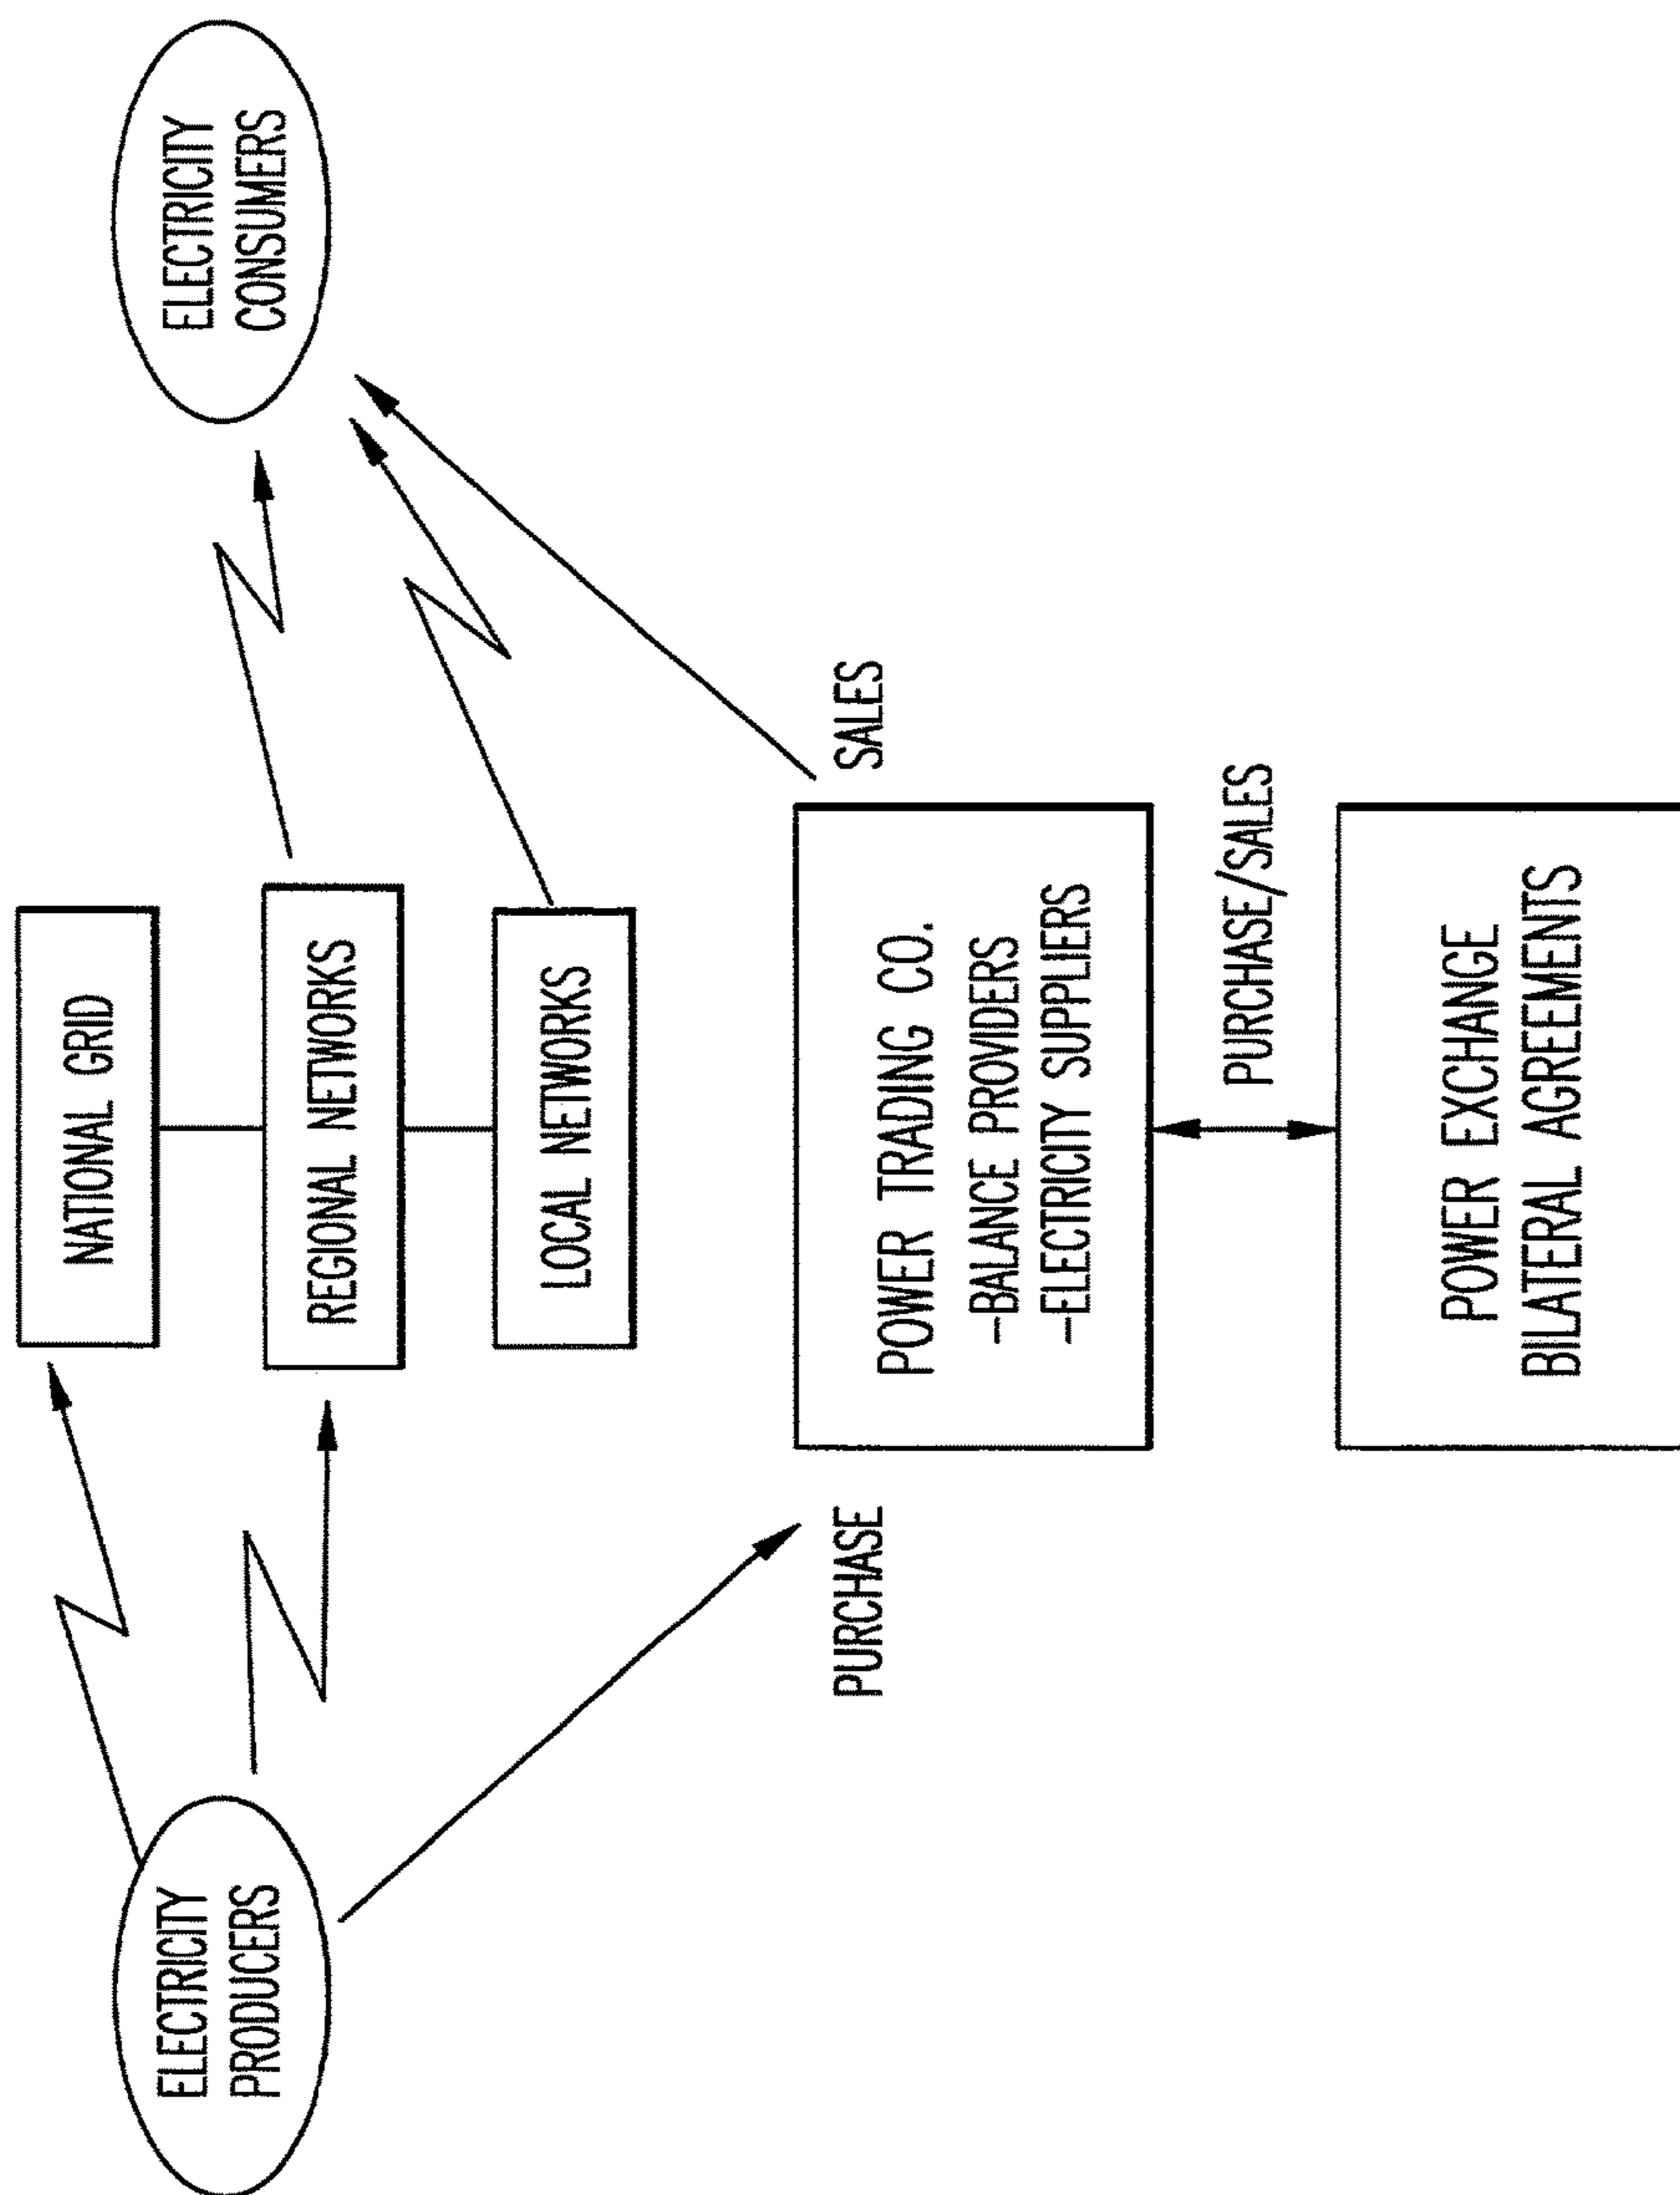 NATIONAL GRID
REGIONAL NETWORKS
LOCAL NETWORKS
ELECTRICITY
PRODUCERS
ELECTRICITY
CONSUMERS
PURCHASE
SALES
POWER TRADING CO.
-BALANCE PROVIDERS
-ELECTRICITY SUPPLIERS
PURCHASE/SALES
POWER EXCHANGE
BILATERAL AGREEMENTS